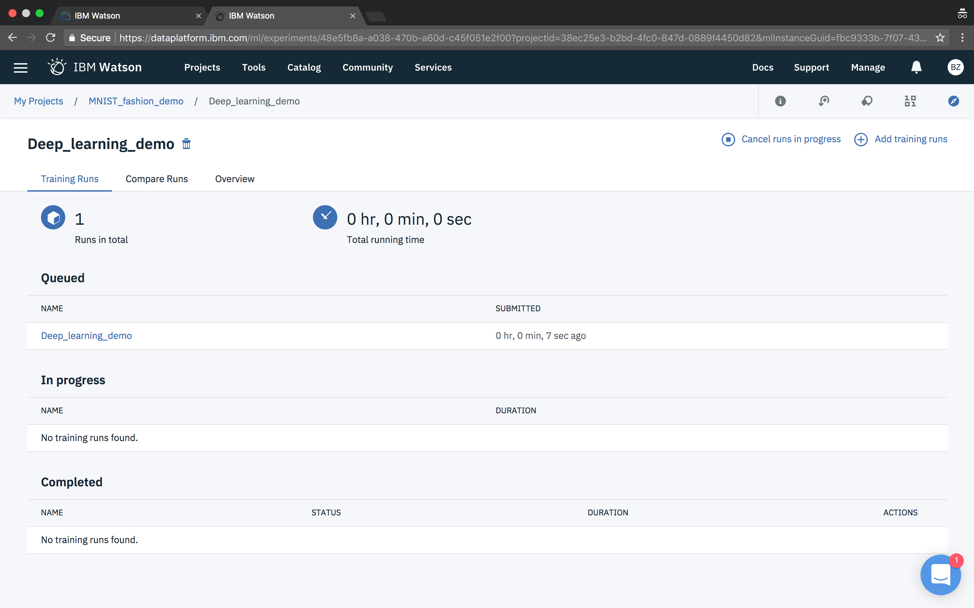 IBM Watson
IBM Watson
Secure https://dataplatform.ibm.com/ml/experiments/48e5fb8a-a038-470b-a60d-c45f051e2f00?projectid=38ec25e3-b2bd-4fc0-847d-0889f4450d82&mlInstanceGuid=fbc9333b-7f07-43...
IBM Watson Projects Tools Catalog Community Services Docs Support Manage BZ
My Projects / MNIST_fashion_demo / Deep_learning_demo
Deep_learning_demo
Cancel runs in progress Add training runs
Training Runs Compare Runs Overview
1
Runs in total
0 hr, 0 min, 0 sec
Total running time
Queued
NAME SUBMITTED
Deep_learning_demo 0 hr, 0 min, 7 sec ago
In progress
NAME DURATION
No training runs found.
Completed
NAME STATUS DURATION ACTIONS
No training runs found.
1